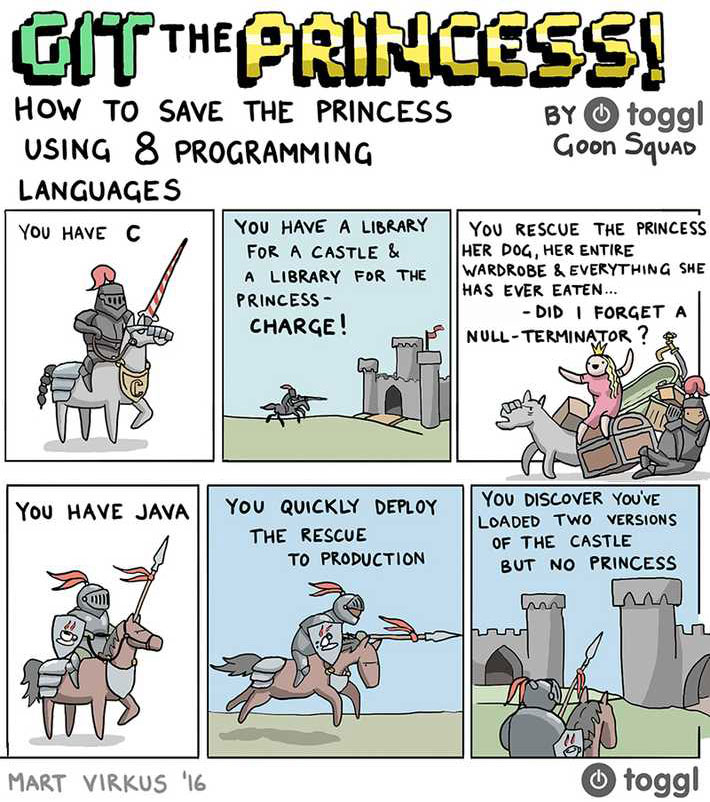 GIT THE PRINCESS!
HOW TO SAVE THE PRINCESS
USING 8 PROGRAMMING
LANGUAGES
BY toggl
GOON SQUAD
YOU HAVE C
C
YOU HAVE A LIBRARY
FOR A CASTLE &
A LIBRARY FOR THE
PRINCESS -
CHARGE!
YOU RESCUE THE PRINCESS
HER DOG, HER ENTIRE
WARDROBE & EVERYTHING SHE
HAS EVER EATEN...
- DID I FORGET A
NULL-TERMINATOR?
YOU HAVE JAVA
YOU QUICKLY DEPLOY
THE RESCUE
TO PRODUCTION
YOU DISCOVER YOU'VE
LOADED TWO VERSIONS
OF THE CASTLE
BUT NO PRINCESS
MART VIRKUS '16
toggl